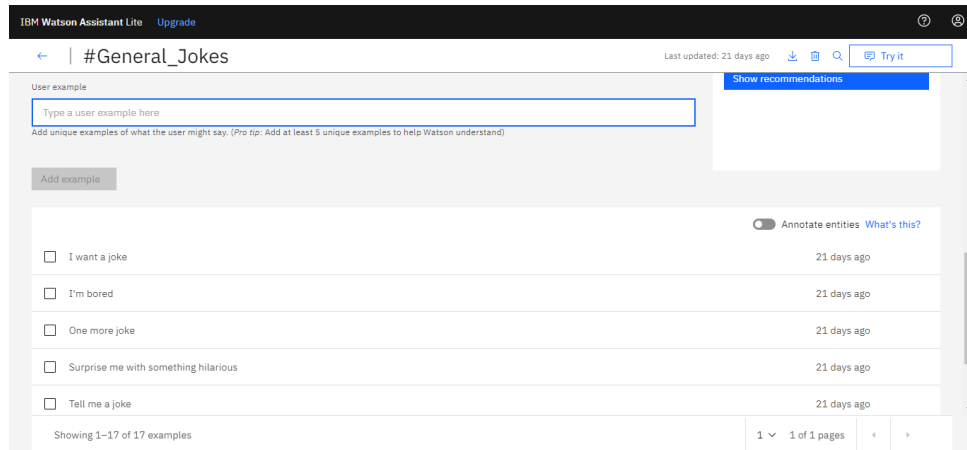 IBM Watson Assistant Lite Upgrade
#General_Jokes
Last updated: 21 days ago
Try it
Show recommendations
User example
Type a user example here
Add unique examples of what the user might say. (Pro tip: Add at least 5 unique examples to help Watson understand)
Add example
Annotate entities What's this?
I want a joke 21 days ago
I'm bored 21 days ago
One more joke 21 days ago
Surprise me with something hilarious 21 days ago
Tell me a joke 21 days ago
Showing 1–17 of 17 examples
1 1 of 1 pages